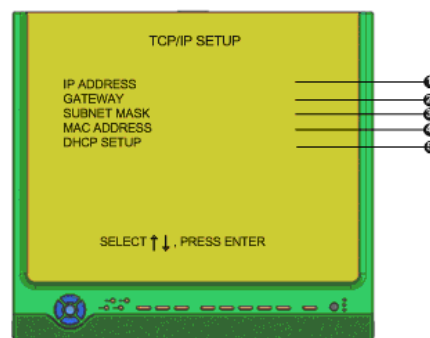 TCP/IP SETUP
IP ADDRESS
GATEWAY
SUBNET MASK
MAC ADDRESS
DHCP SETUP
SELECT ↑↓, PRESS ENTER